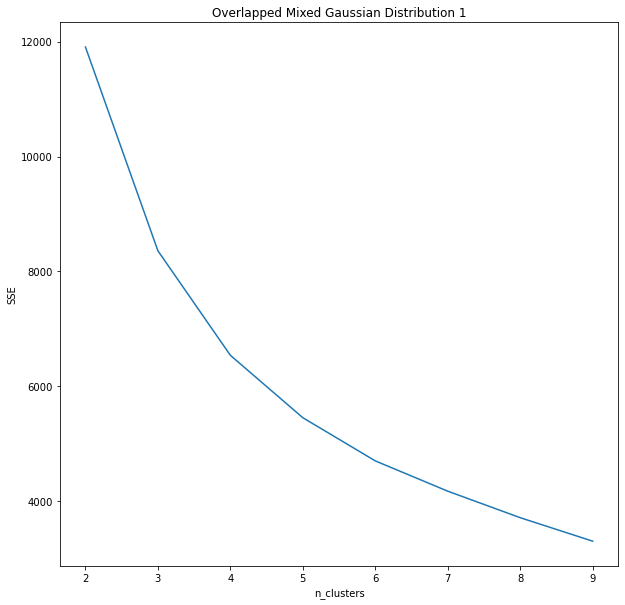 Overlapped Mixed Gaussian Distribution 1
12000
10000
8000
6000
4000
SSE
2 3 4 5 6 7 8 9
n_clusters